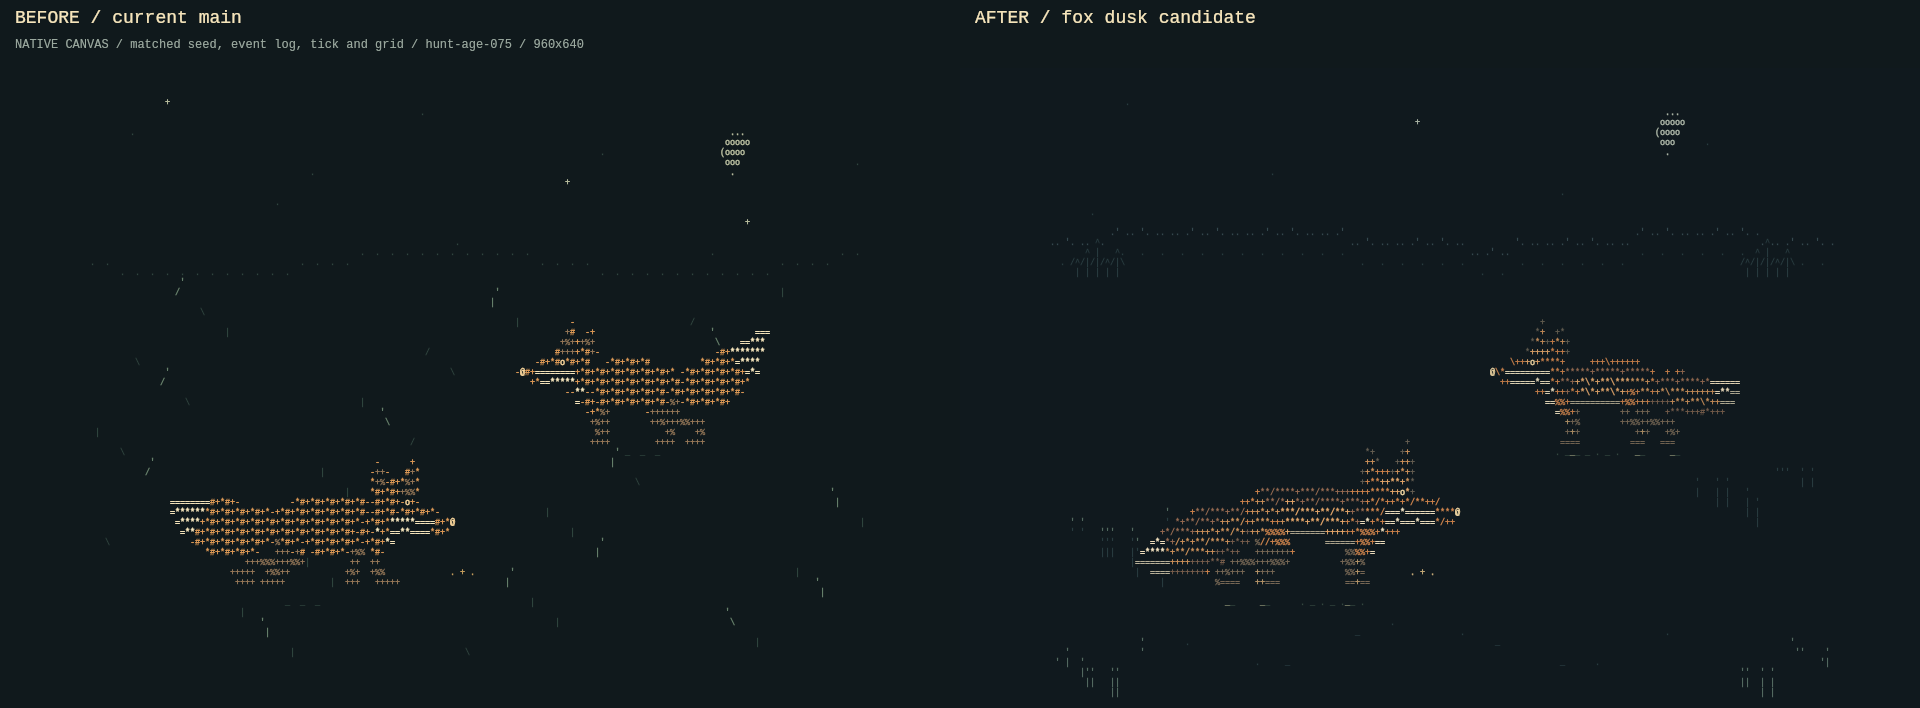 BEFORE / current main
AFTER / fox dusk candidate
NATIVE CANVAS / matched seed, event log, tick and grid / hunt-age-075 / 960x640